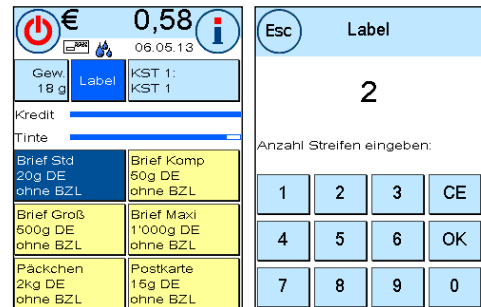 € 0,58
06.05.13
Gew.
18 g
Label
KST 1:
KST 1
Kredit
Tinte
Brief Std
20g DE
ohne BZL
Brief Komp
50g DE
ohne BZL
Brief Groß
500g DE
ohne BZL
Brief Maxi
1'000g DE
ohne BZL
Päckchen
2kg DE
ohne BZL
Postkarte
15g DE
ohne BZL
Esc
Label
2
Anzahl Streifen eingeben:
1 2 3 CE
4 5 6 OK
7 8 9 0